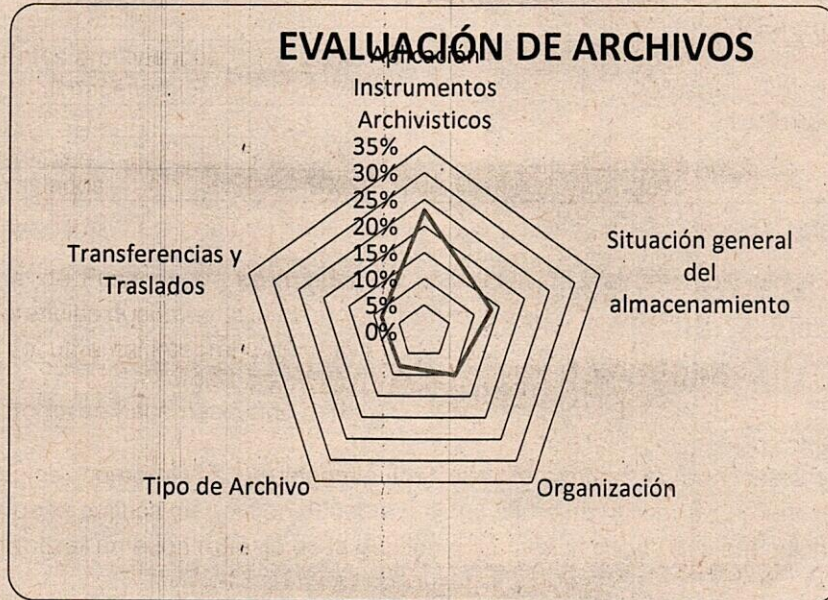 EVALUACIÓN DE ARCHIVOS
Aplicación
Instrumentos
Archivisticos
35%
30%
25%
20%
15%
10%
5%
0%
Situación general
del
almacenamiento
Organización
Tipo de Archivo
Transferencias y
Traslados